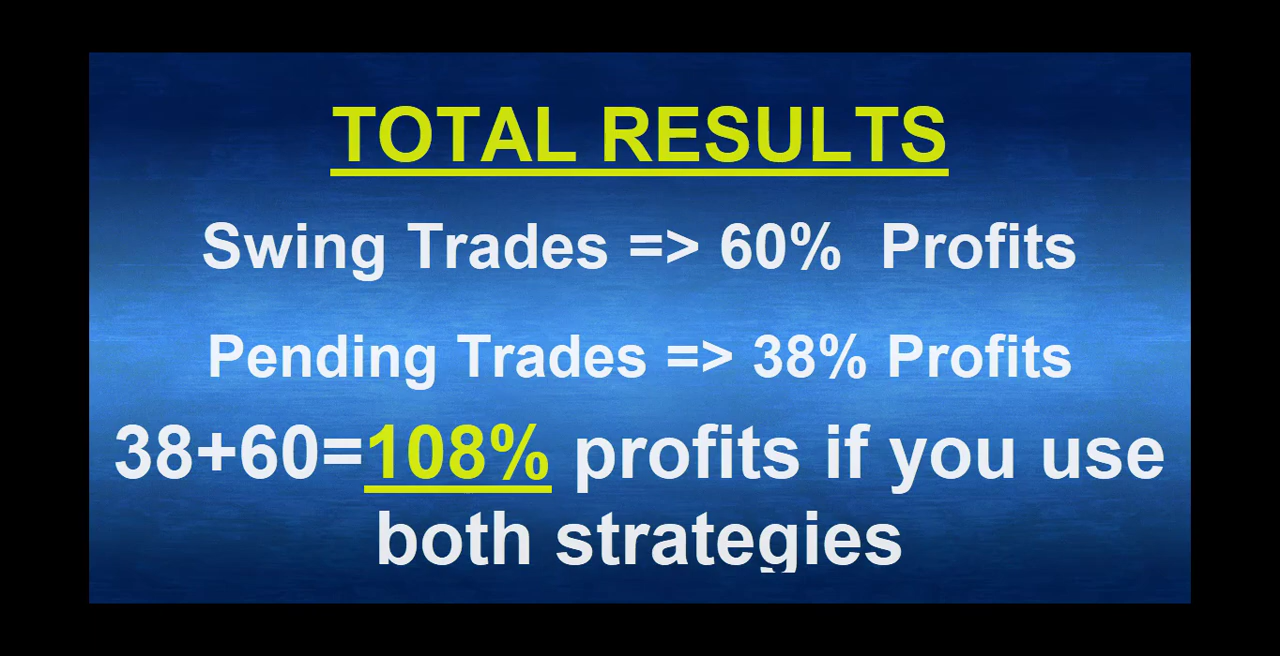 TOTAL RESULTS
Swing Trades => 60%  Profits
Pending Trades => 38% Profits
38+60=108% profits if you use
both strategies